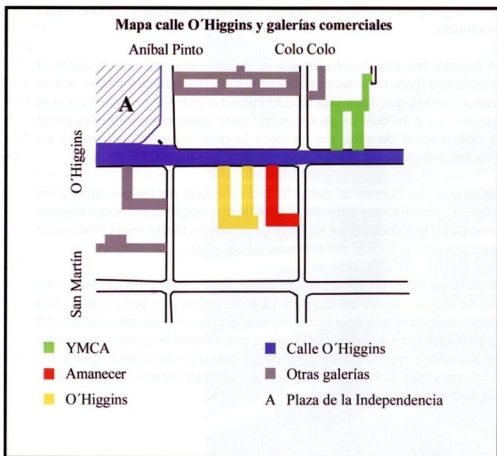 Mapa calle O´Higgins y galerías comerciales
Aníbal Pinto Colo Colo
A
O´Higgins
San Martín
YMCA Calle O´Higgins
Amanecer Otras galerías
O´Higgins A Plaza de la Independencia